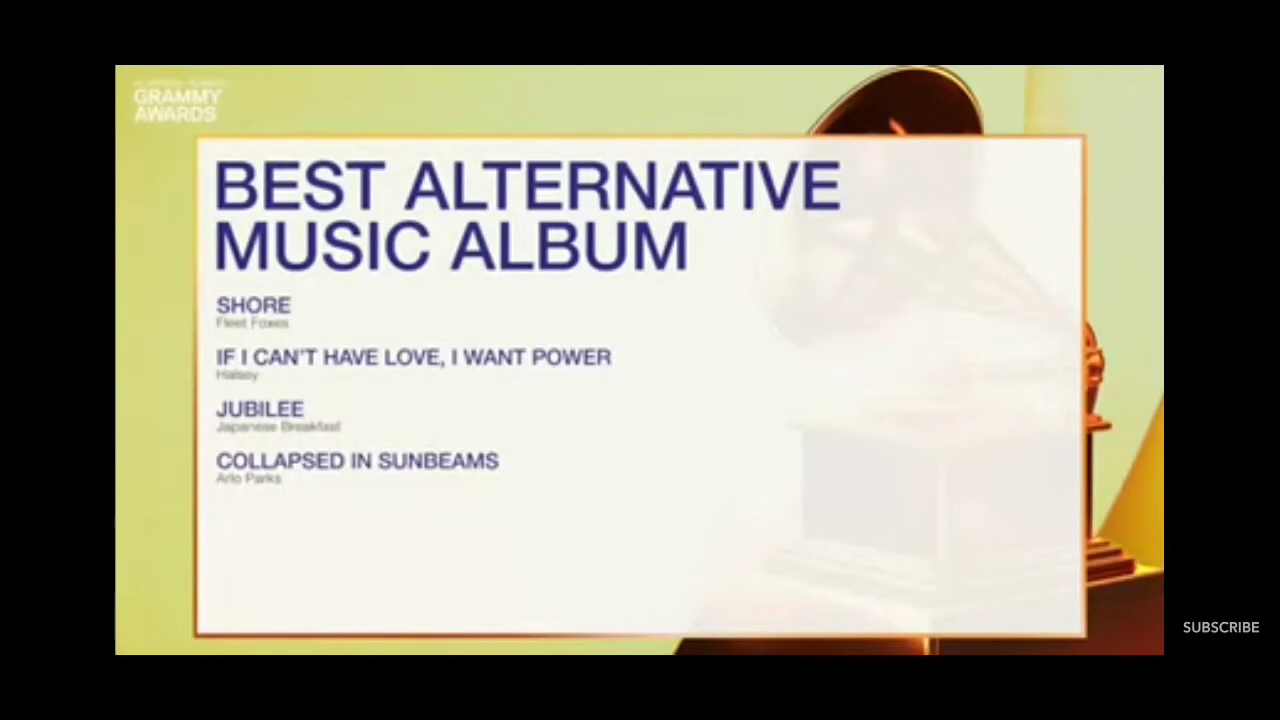 GRAMMY
AWARDS
BEST ALTERNATIVE
MUSIC ALBUM
SHORE
Fleet Foxes
IF I CAN'T HAVE LOVE, I WANT POWER
Halsey
JUBILEE
Japanese Breakfast
COLLAPSED IN SUNBEAMS
Arlo Parks
SUBSCRIBE